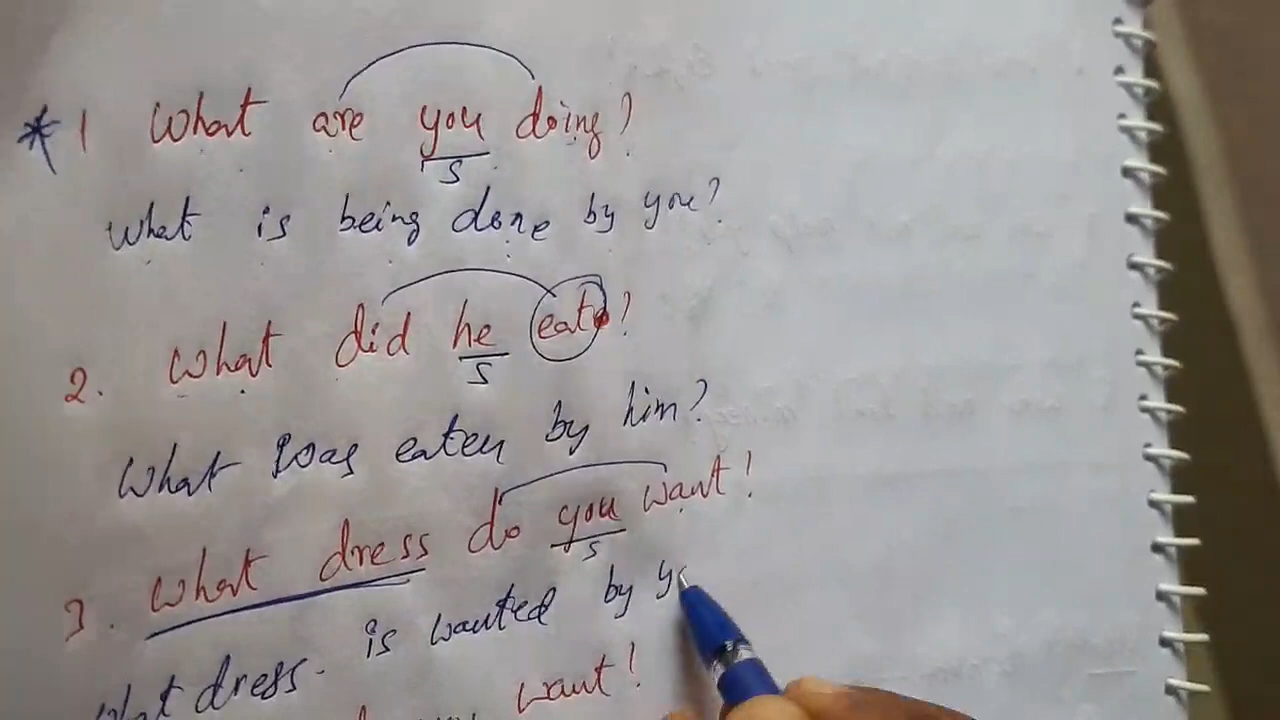 * 1 What are you doing?
S
What is being done by you?
2. What did he eat?
S
What was eaten by him?
3. What dress do you want!
S
What dress. is wanted by y
want!